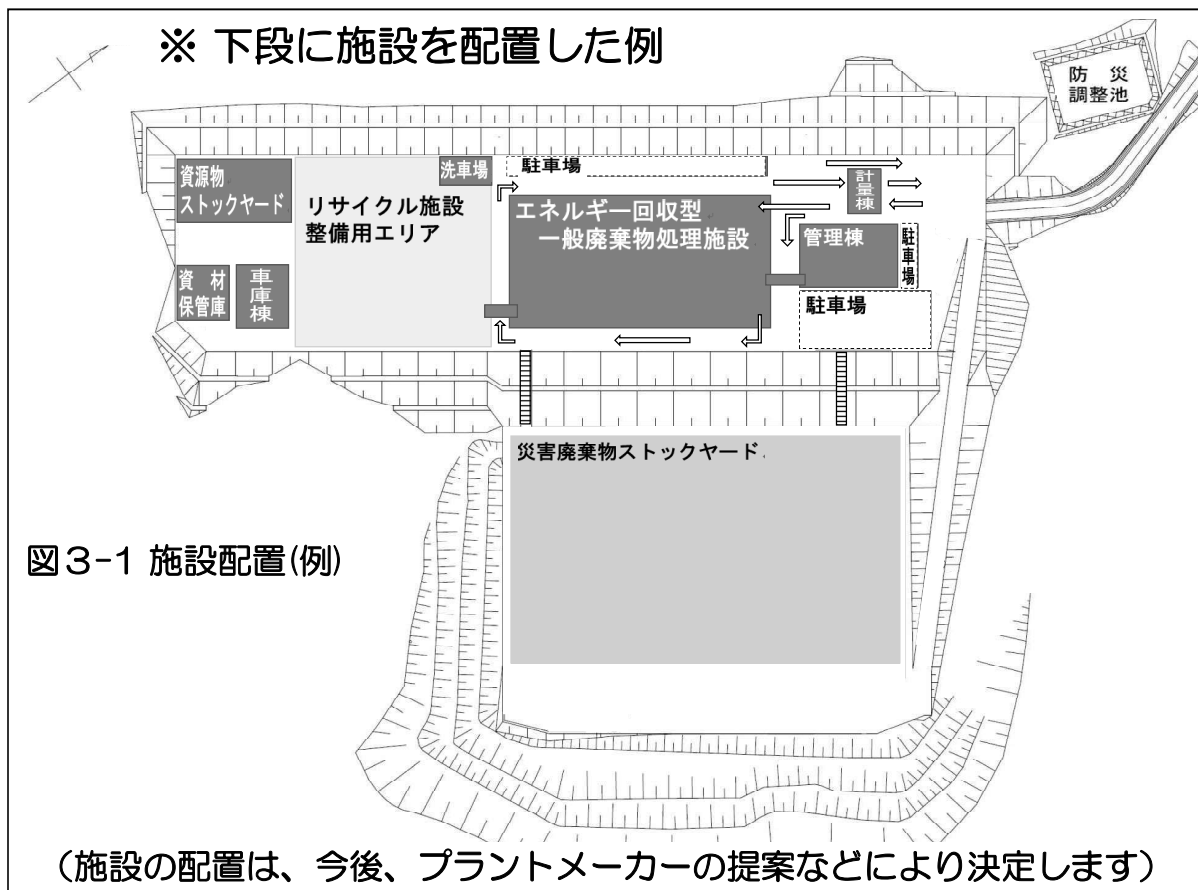 ※ 下段に施設を配置した例
防 災
調整池
資源物
ストックヤード
リサイクル施設
整備用エリア
洗車場
駐車場
エネルギー回収型
一般廃棄物処理施設
計量棟
管理棟
駐車場
駐車場
資 材
保管庫
車庫棟
災害廃棄物ストックヤード
図3-1 施設配置(例)
(施設の配置は、今後、プラントメーカーの提案などにより決定します)